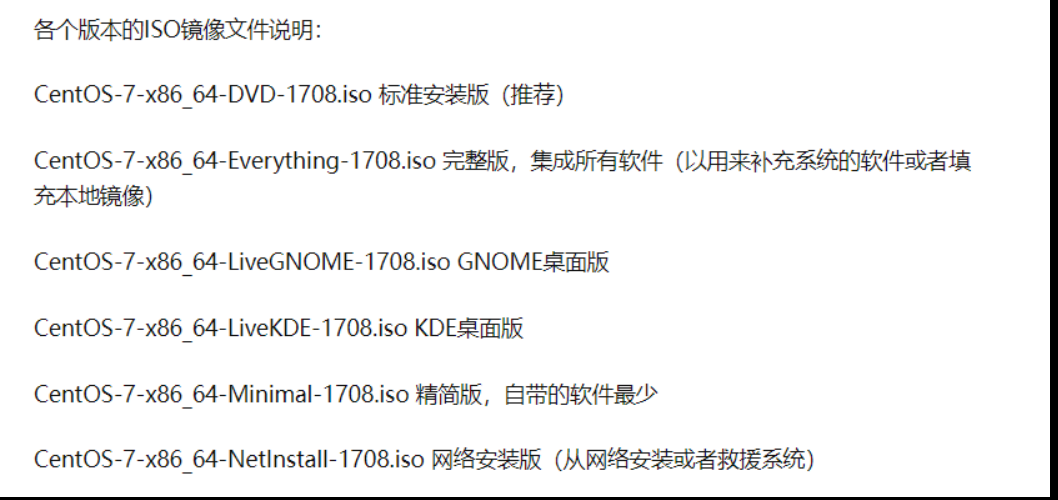 各个版本的ISO镜像文件说明：
CentOS-7-x86_64-DVD-1708.iso 标准安装版（推荐）
CentOS-7-x86_64-Everything-1708.iso 完整版，集成所有软件（以用来补充系统的软件或者填
充本地镜像）
CentOS-7-x86_64-LiveGNOME-1708.iso GNOME桌面版
CentOS-7-x86_64-LiveKDE-1708.iso KDE桌面版
CentOS-7-x86_64-Minimal-1708.iso 精简版，自带的软件最少
CentOS-7-x86_64-NetInstall-1708.iso 网络安装版（从网络安装或者救援系统）